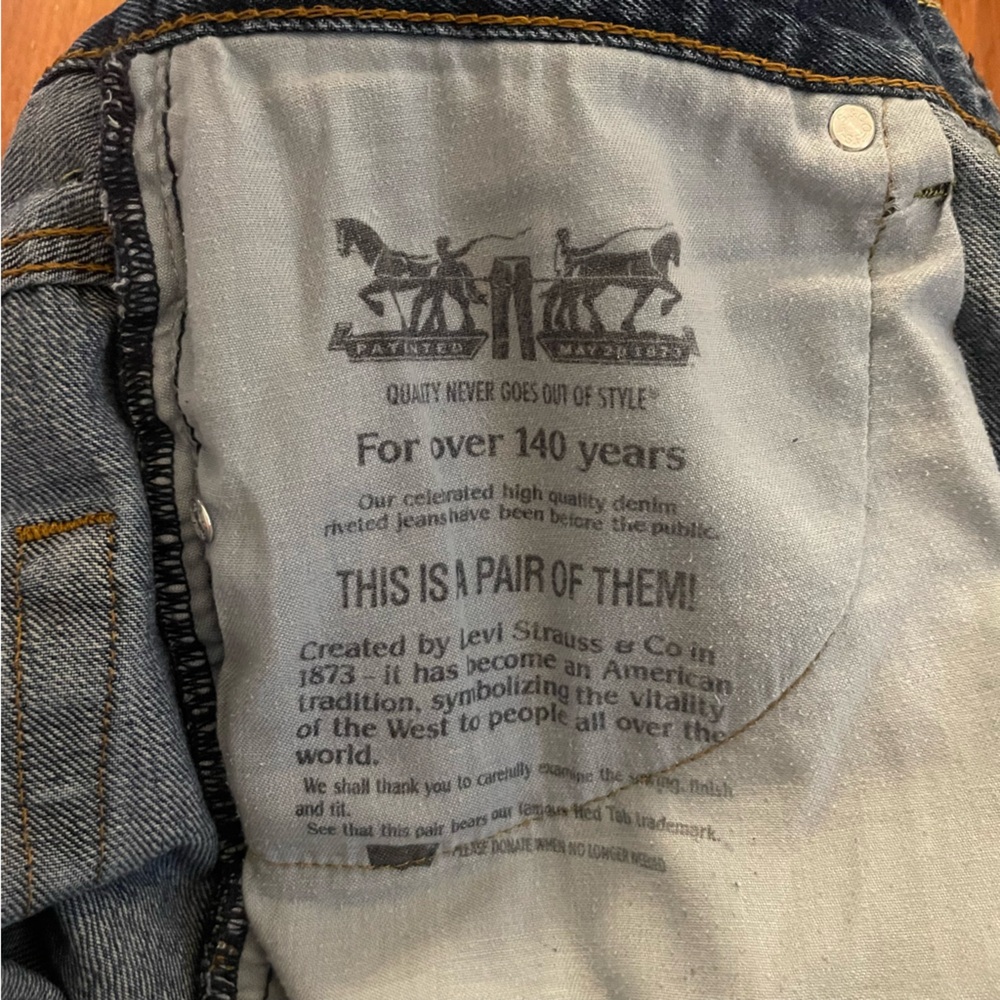 PATNTED MAY 20 1873
QUAITY NEVER GOES OUT OF STYLE™
For over 140 years
Our celerated high quality denim
riveted jeanshave been before the public.
THIS IS A PAIR OF THEM!
Created by Levi Strauss & Co in
1873 – it has become an American
tradition, symbolizing the vitality
of the West to people all over the
world.
We shall thank you to carefully examine the sewing, finish
and fit.
See that this pair bears our famous Red Tab trademark.
–PLEASE DONATE WHEN NO LONGER NEEDED